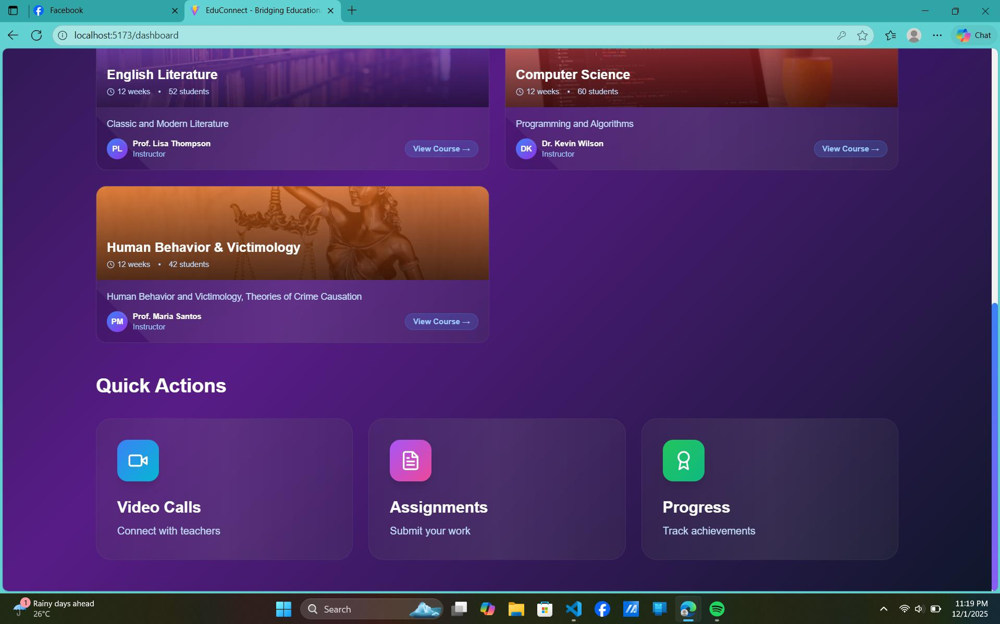 Facebook
EduConnect - Bridging Education
localhost:5173/dashboard
Chat
English Literature
12 weeks • 52 students
Classic and Modern Literature
PL
Prof. Lisa Thompson
Instructor
View Course →
Computer Science
12 weeks • 60 students
Programming and Algorithms
DK
Dr. Kevin Wilson
Instructor
View Course →
Human Behavior & Victimology
12 weeks • 42 students
Human Behavior and Victimology, Theories of Crime Causation
PM
Prof. Maria Santos
Instructor
View Course →
Quick Actions
Video Calls
Connect with teachers
Assignments
Submit your work
Progress
Track achievements
1
Rainy days ahead
26°C
Search
11:19 PM
12/1/2025